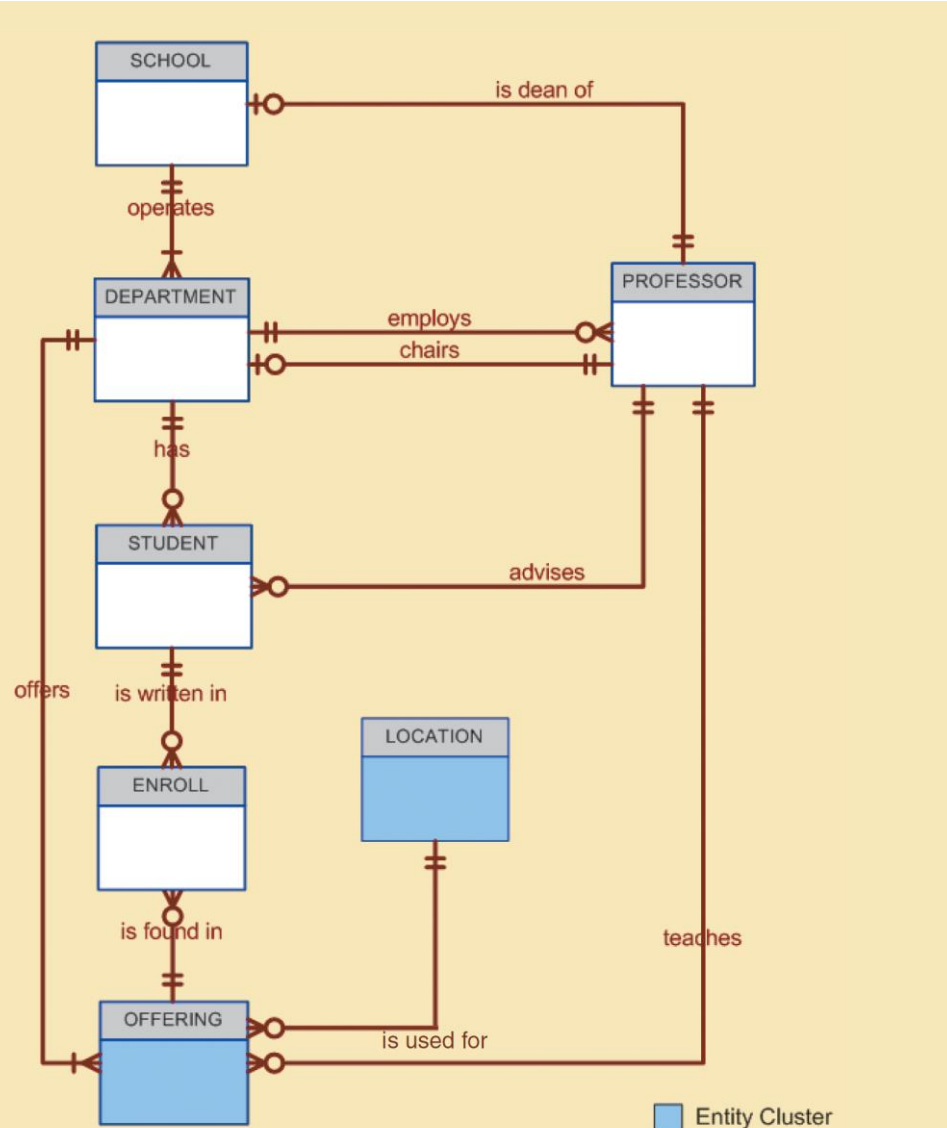 SCHOOL
is dean of
operates
PROFESSOR
DEPARTMENT
employs
chairs
has
STUDENT
advises
offers
is written in
LOCATION
ENROLL
is found in
teaches
OFFERING
is used for
Entity Cluster